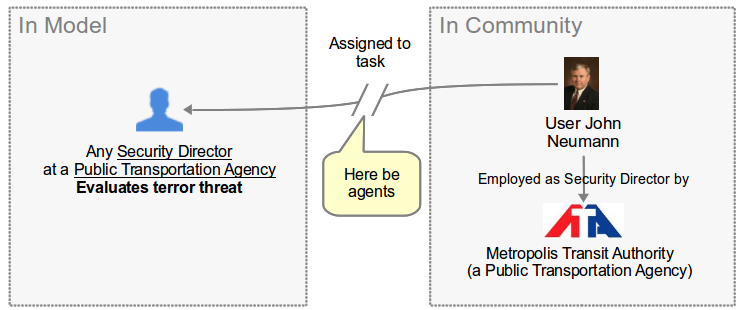 In Model
In Community
Assigned to
task
User John
Neumann
Any Security Director
at a Public Transportation Agency
Evaluates terror threat
Here be
agents
Employed as Security Director by
Metropolis Transit Authority
(a Public Transportation Agency)